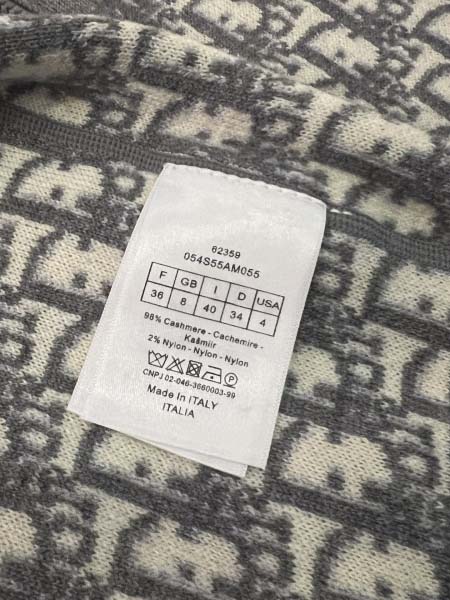 62359
054S55AM055
F GB I D USA
36 8 40 34 4
98% Cashmere - Cachemire -
Kaşmir
2% Nylon - Nylon - Nylon
CNPJ 02-046-3660003-99
Made In ITALY
ITALIA